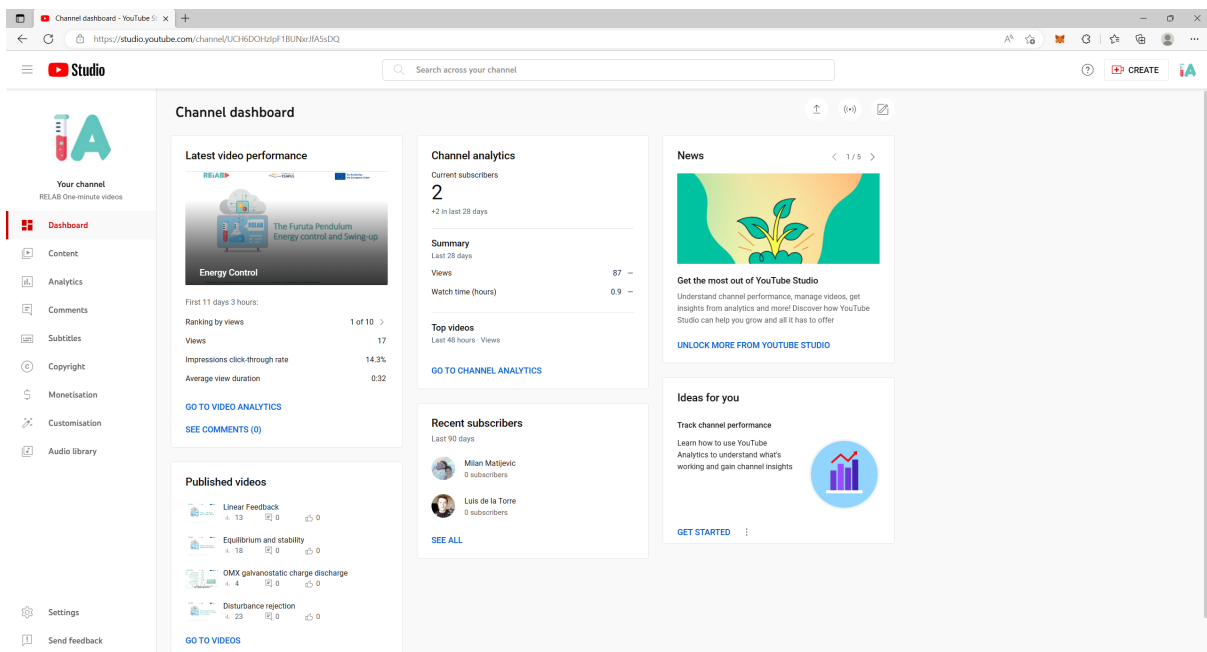 Channel dashboard - YouTube St
https://studio.youtube.com/channel/UCH6DOHzIpF1BUNxrJfA5sDQ
Studio
Search across your channel
CREATE
iA
iA
Your channel
RELAB One-minute videos
Dashboard
Content
Analytics
Comments
Subtitles
Copyright
Monetisation
Customisation
Audio library
Settings
Send feedback
Channel dashboard
Latest video performance
RELAB
RELAB
The Furuta Pendulum
Energy control and Swing-up
Energy Control
First 11 days 3 hours:
Ranking by views 1 of 10
Views 17
Impressions click-through rate 14.3%
Average view duration 0:32
GO TO VIDEO ANALYTICS
SEE COMMENTS (0)
Published videos
Linear Feedback
13 0 0
Equilibrium and stability
18 0 0
OMX galvanostatic charge discharge
4 0 0
Disturbance rejection
23 0 0
GO TO VIDEOS
Channel analytics
Current subscribers
2
+2 in last 28 days
Summary
Last 28 days
Views 87 —
Watch time (hours) 0.9 —
Top videos
Last 48 hours · Views
GO TO CHANNEL ANALYTICS
Recent subscribers
Last 90 days
Milan Matijevic
0 subscribers
Luis de la Torre
0 subscribers
SEE ALL
News
1 / 5
Get the most out of YouTube Studio
Understand channel performance, manage videos, get
insights from analytics and more! Discover how YouTube
Studio can help you grow and all it has to offer
UNLOCK MORE FROM YOUTUBE STUDIO
Ideas for you
Track channel performance
Learn how to use YouTube
Analytics to understand what's
working and gain channel insights
GET STARTED